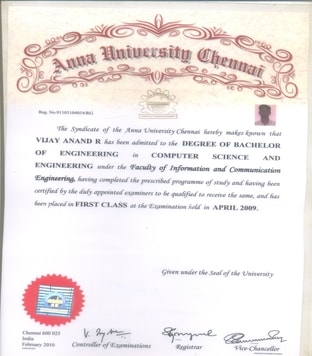 Anna University Chennai
The Syndicate of the Anna University Chennai hereby makes known that
VIJAY ANAND R has been admitted to the DEGREE OF BACHELOR
OF ENGINEERING in COMPUTER SCIENCE AND
ENGINEERING under the Faculty of Information and Communication
Engineering, having completed the prescribed programme of study and having been
certified by the duly appointed examiners to be qualified to receive the same, and has
been placed in FIRST CLASS at the Examination held in APRIL 2009.
Given under the Seal of the University
Chennai 600 025
India
February 2010
Controller of Examinations
Registrar
Vice-Chancellor